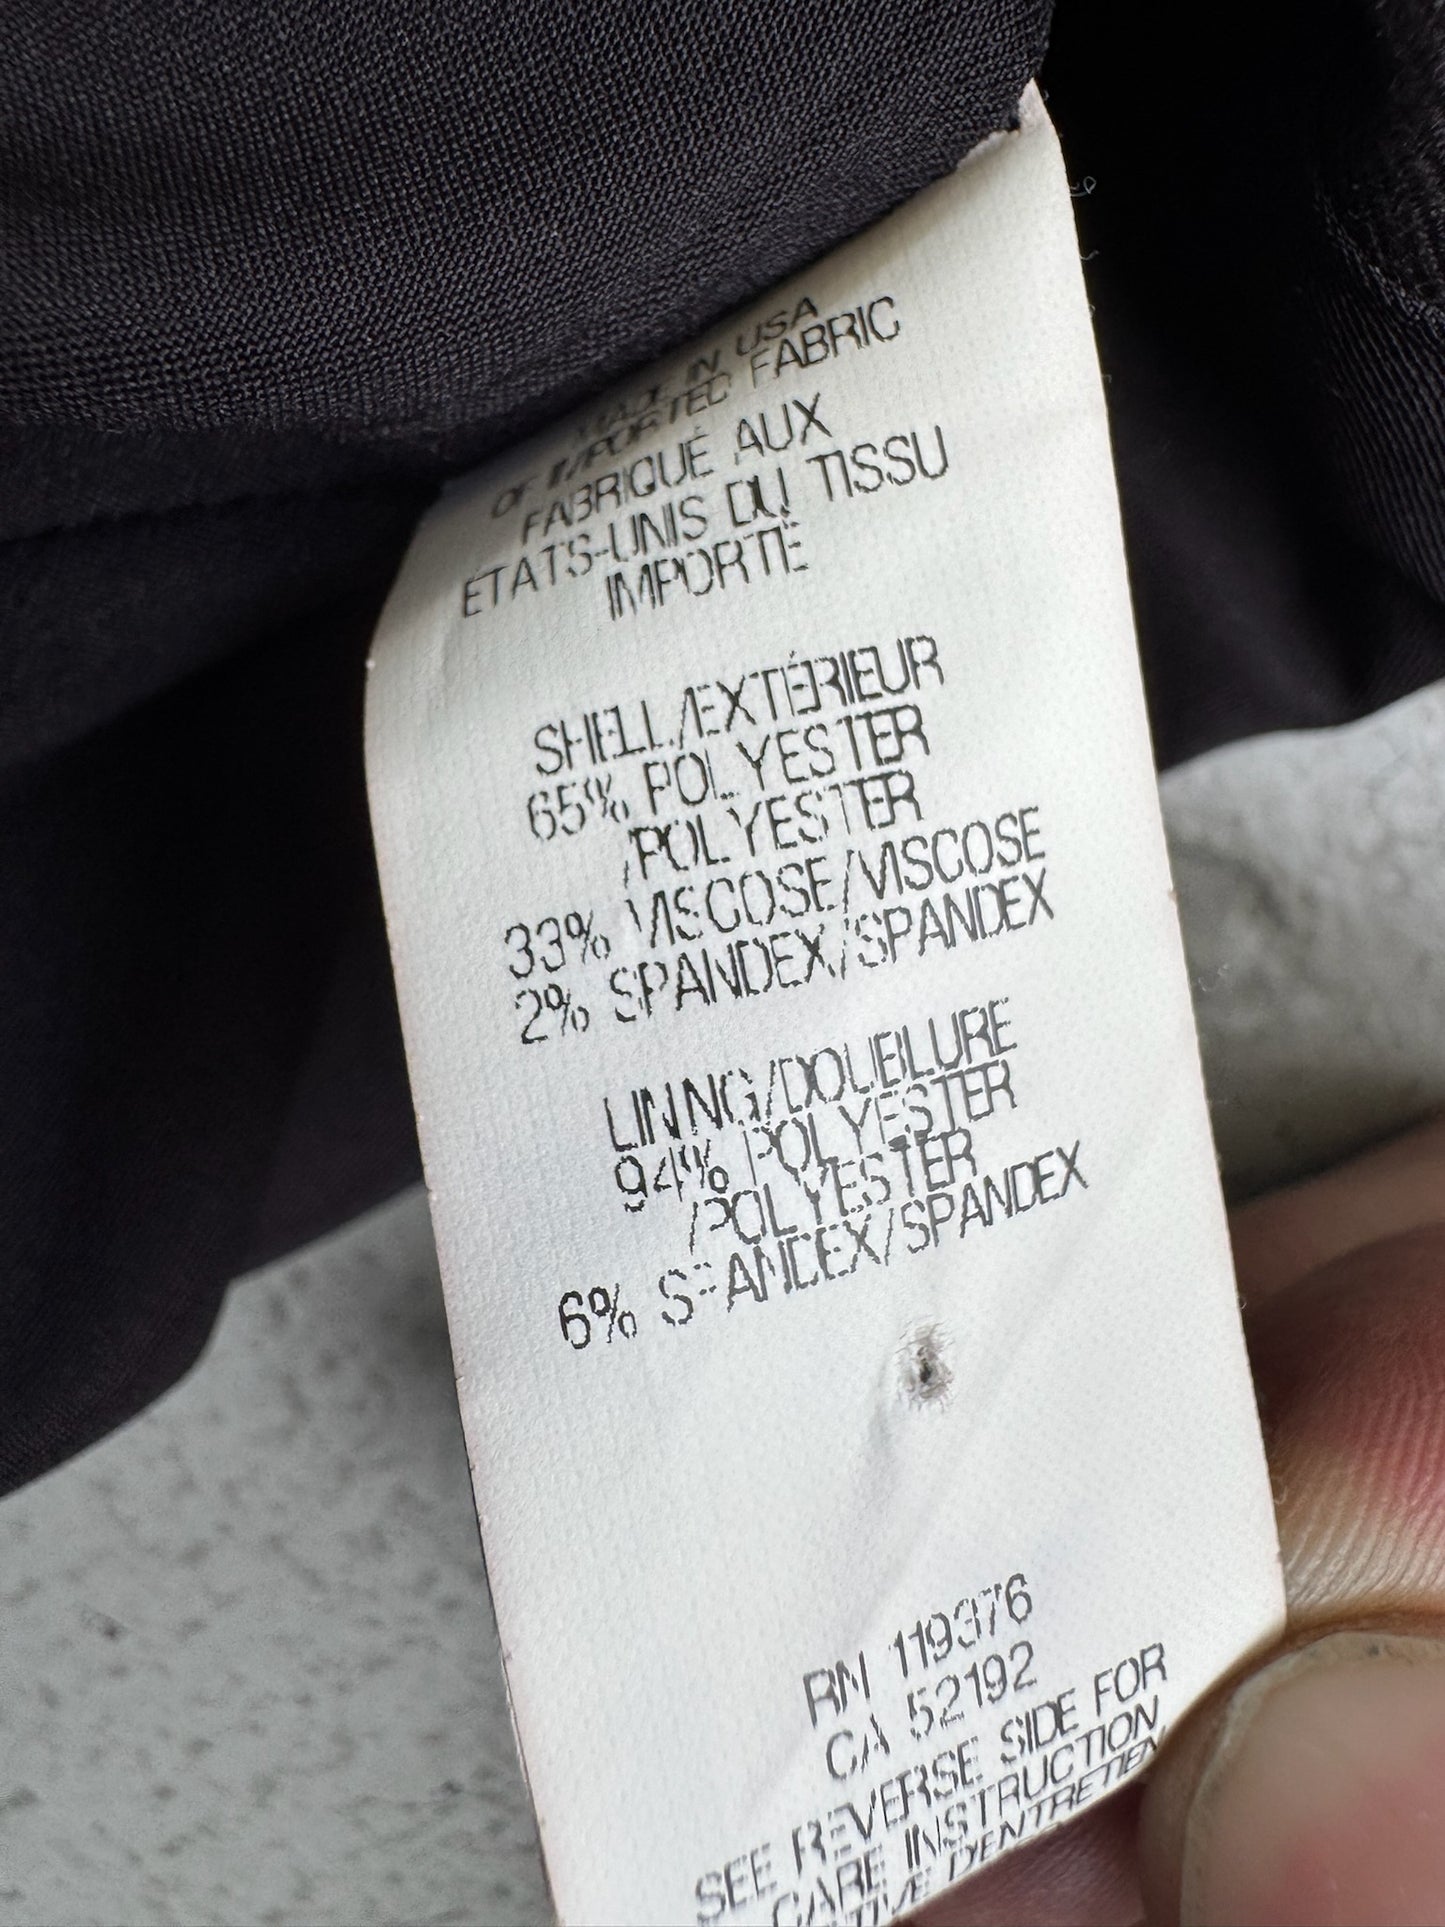 MADE IN USA
OF IMPORTED FABRIC
FABRIQUÉ AUX
ÉTATS-UNIS DU TISSU
IMPORTÉ
SHELL/EXTÉRIEUR
65% POLYESTER
/POLYESTER
33% VISCOSE/VISCOSE
2% SPANDEX/SPANDEX
LINING/DOUBLURE
94% POLYESTER
/POLYESTER
6% SPANDEX/SPANDEX
RN 119376
CA 52192
SEE REVERSE SIDE FOR
CARE INSTRUCTION
D'ENTRETIEN